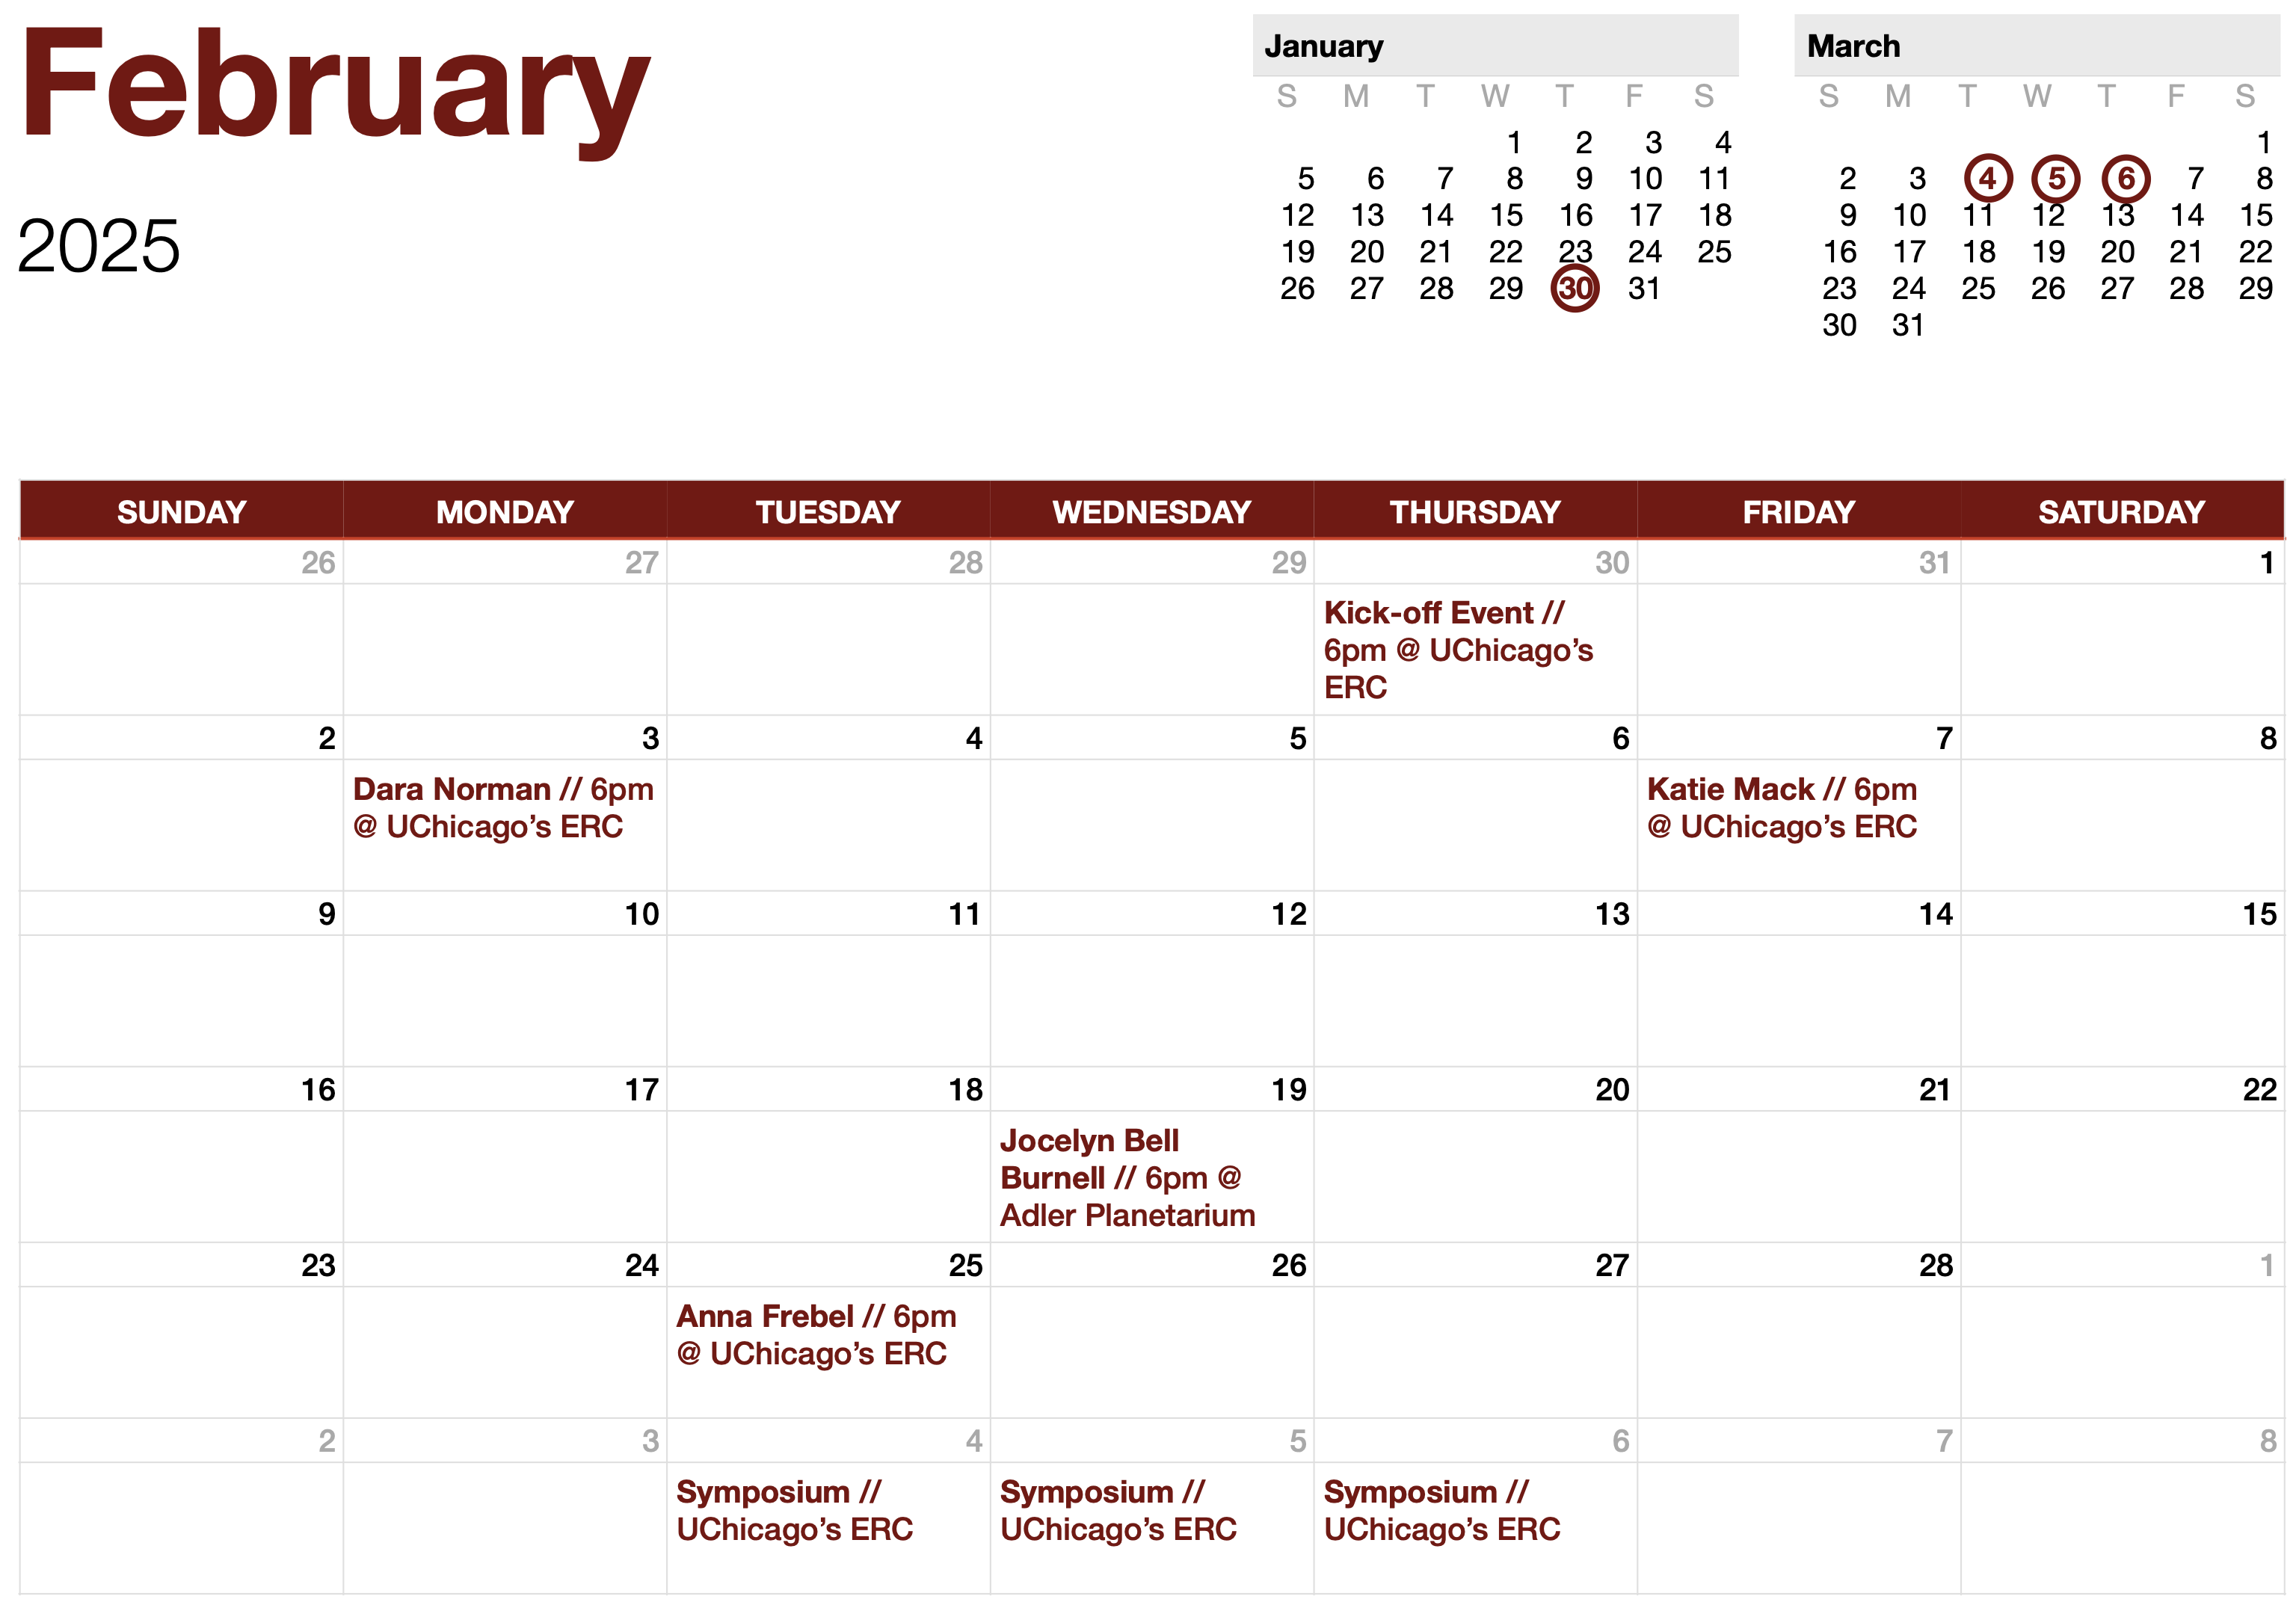 February
2025
January
S M T W T F S
1 2 3 4
5 6 7 8 9 10 11
12 13 14 15 16 17 18
19 20 21 22 23 24 25
26 27 28 29 30 31
March
S M T W T F S
1
2 3 4 5 6 7 8
9 10 11 12 13 14 15
16 17 18 19 20 21 22
23 24 25 26 27 28 29
30 31
SUNDAY MONDAY TUESDAY WEDNESDAY THURSDAY FRIDAY SATURDAY
26 27 28 29 30 31 1
Kick-off Event //
6pm @ UChicago’s
ERC
2 3 4 5 6 7 8
Dara Norman // 6pm
@ UChicago’s ERC
Katie Mack // 6pm
@ UChicago’s ERC
9 10 11 12 13 14 15
16 17 18 19 20 21 22
Jocelyn Bell
Burnell // 6pm @
Adler Planetarium
23 24 25 26 27 28 1
Anna Frebel // 6pm
@ UChicago’s ERC
2 3 4 5 6 7 8
Symposium //
UChicago’s ERC
Symposium //
UChicago’s ERC
Symposium //
UChicago’s ERC